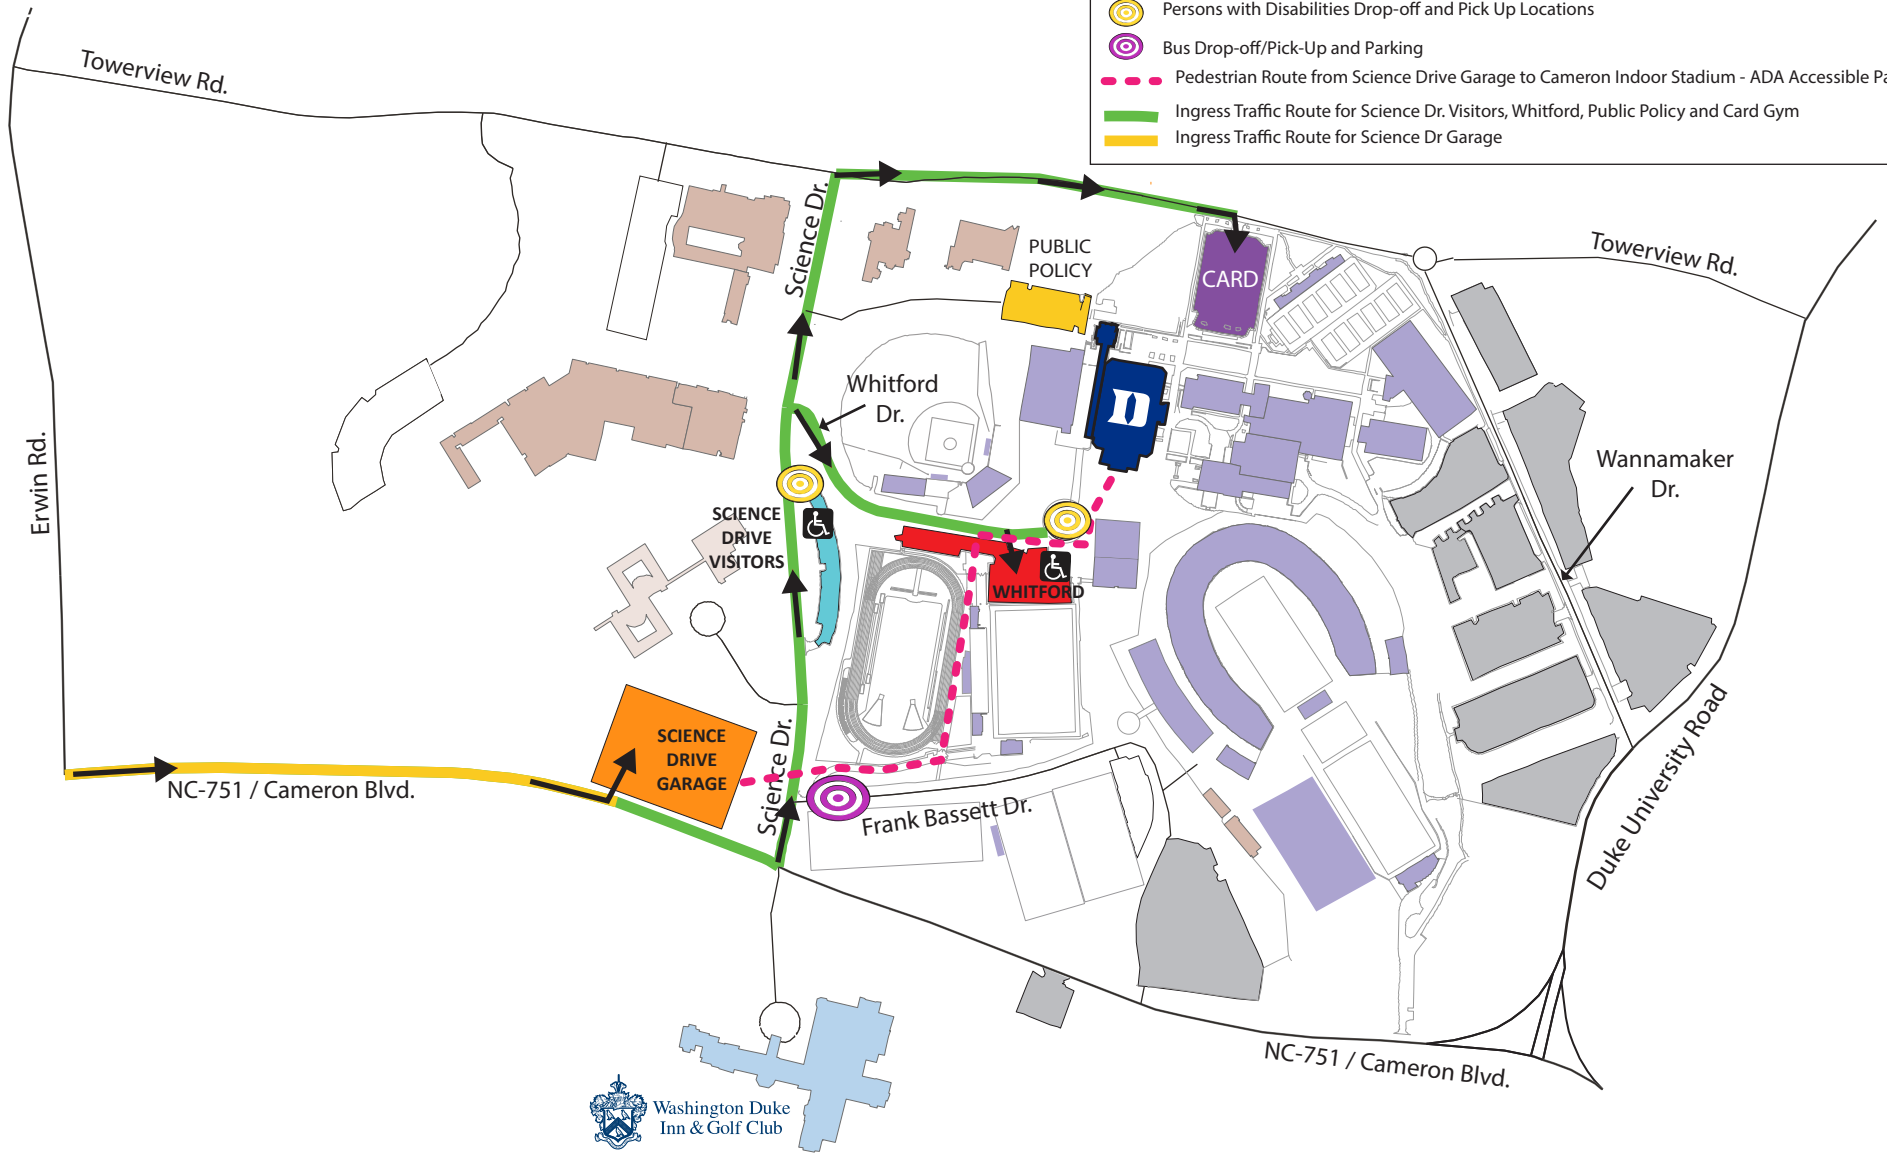 Persons with Disabilities Drop-off and Pick Up Locations
Bus Drop-off/Pick-Up and Parking
Pedestrian Route from Science Drive Garage to Cameron Indoor Stadium - ADA Accessible Pa
Ingress Traffic Route for Science Dr. Visitors, Whitford, Public Policy and Card Gym
Ingress Traffic Route for Science Dr Garage
Towerview Rd.
Science Dr.
PUBLIC
POLICY
CARD
Towerview Rd.
Whitford
Dr.
D
Erwin Rd.
Wannamaker
Dr.
SCIENCE
DRIVE
VISITORS
WHITFORD
SCIENCE
DRIVE
GARAGE
Science Dr.
NC-751 / Cameron Blvd.
Frank Bassett Dr.
Duke University Road
NC-751 / Cameron Blvd.
Washington Duke
Inn & Golf Club